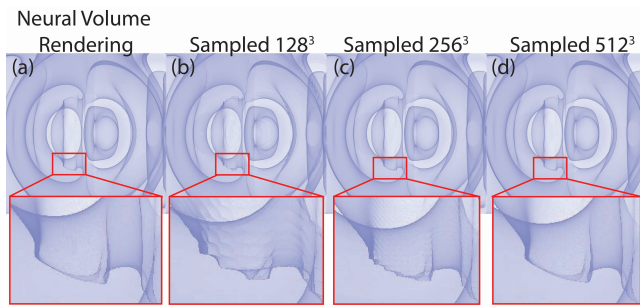 Neural Volume
Rendering
Sampled 128³
Sampled 256³
Sampled 512³
(a)
(b)
(c)
(d)